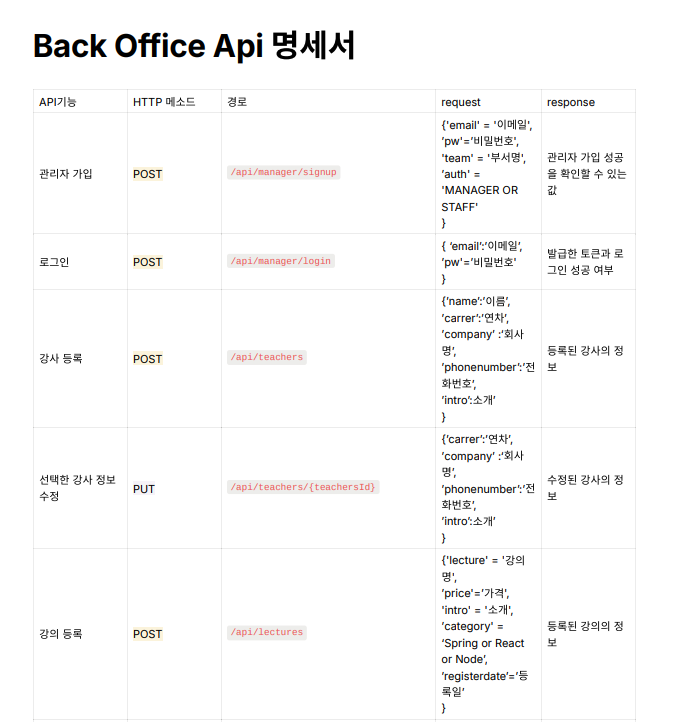 Back Office Api 명세서
API기능
HTTP 메소드
경로
request
response
관리자 가입
POST
/api/manager/signup
{'email' = '이메일',
'pw'='비밀번호',
'team' = '부서명',
'auth' =
'MANAGER OR
STAFF'
}
관리자 가입 성공
을 확인할 수 있는
값
로그인
POST
/api/manager/login
{ 'email':'이메일',
'pw'='비밀번호'
}
발급한 토큰과 로
그인 성공 여부
강사 등록
POST
/api/teachers
{'name':'이름',
'carrer':'연차',
'company' :'회사
명',
'phonenumber':'전
화번호',
'intro':소개'
}
등록된 강사의 정
보
선택한 강사 정보
수정
PUT
/api/teachers/{teachersId}
{'carrer':'연차',
'company' :'회사
명',
'phonenumber':'전
화번호',
'intro':소개'
}
수정된 강사의 정
보
강의 등록
POST
/api/lectures
{'lecture' = '강의
명',
'price'='가격',
'intro' = '소개',
'category' =
'Spring or React
or Node',
'registerdate'='등
록일'
}
등록된 강의의 정
보